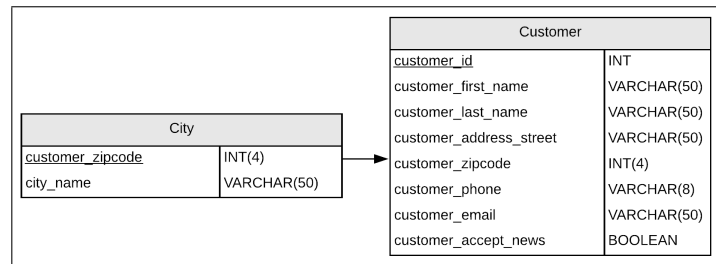 City
customer_zipcode INT(4)
city_name VARCHAR(50)
Customer
customer_id INT
customer_first_name VARCHAR(50)
customer_last_name VARCHAR(50)
customer_address_street VARCHAR(50)
customer_zipcode INT(4)
customer_phone VARCHAR(8)
customer_email VARCHAR(50)
customer_accept_news BOOLEAN